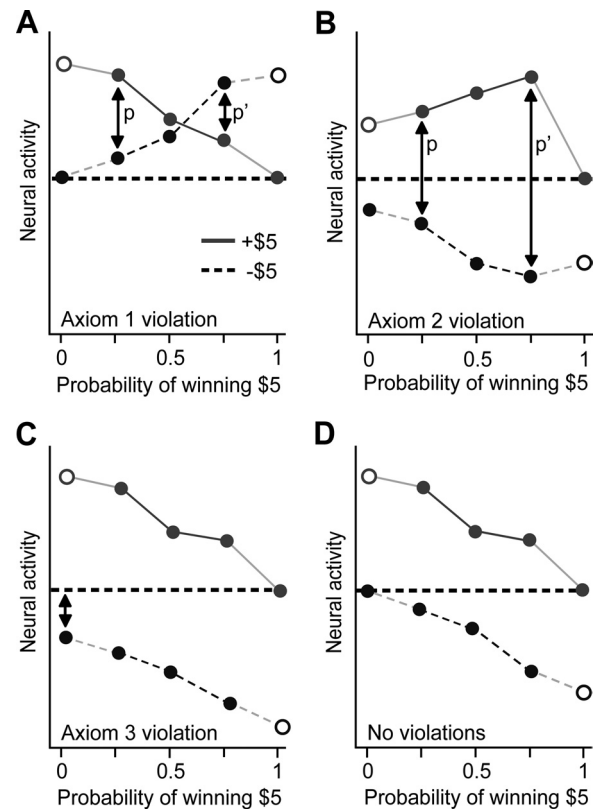 A
Neural activity
p
p'
+$5
-$5
Axiom 1 violation
0
0.5
1
Probability of winning $5
B
Neural activity
p
p'
Axiom 2 violation
0
0.5
1
Probability of winning $5
C
Neural activity
Axiom 3 violation
0
0.5
1
Probability of winning $5
D
Neural activity
No violations
0
0.5
1
Probability of winning $5